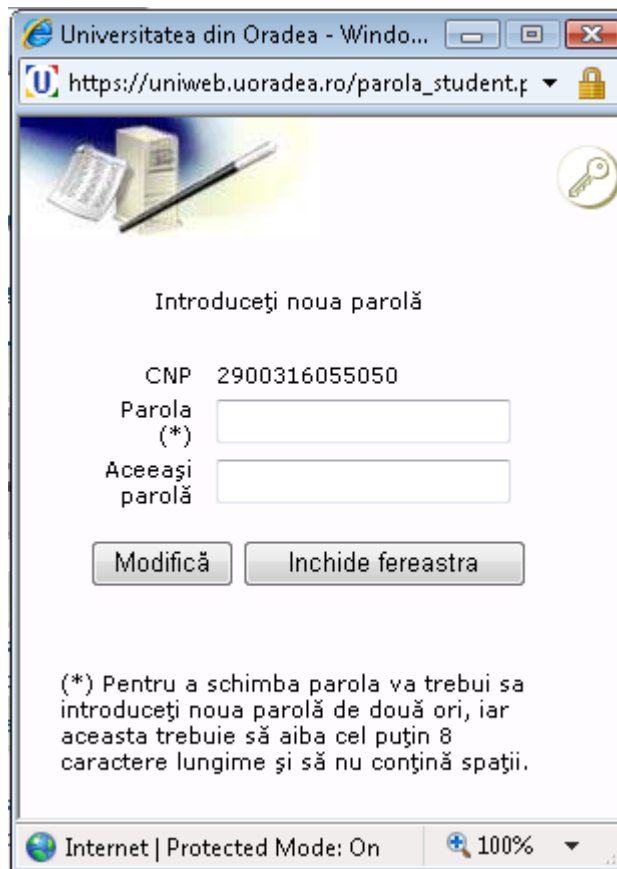 Universitatea din Oradea - Windo...
https://uniweb.uoradea.ro/parola_student.p
Introduceţi noua parolă
CNP 2900316055050
Parola
(*)
Aceeaşi
parolă
Modifică Inchide fereastra
(*) Pentru a schimba parola va trebui sa
introduceţi noua parolă de două ori, iar
aceasta trebuie să aiba cel puţin 8
caractere lungime şi să nu conţină spaţii.
Internet | Protected Mode: On 100%